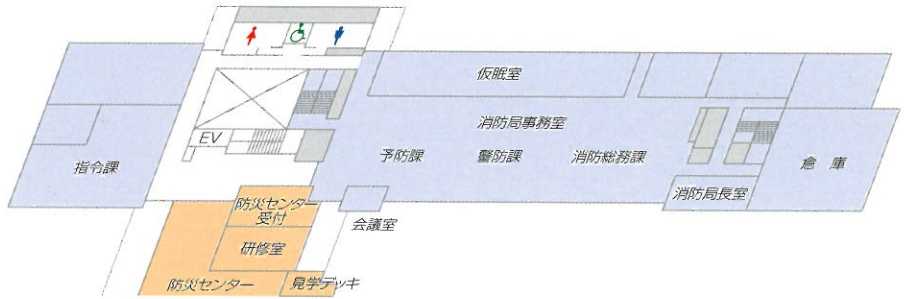 仮眠室
消防局事務室
EV
予防課
警防課
消防総務課
指令課
倉庫
消防局長室
防災センター
受付
会議室
研修室
防災センター
見学デッキ